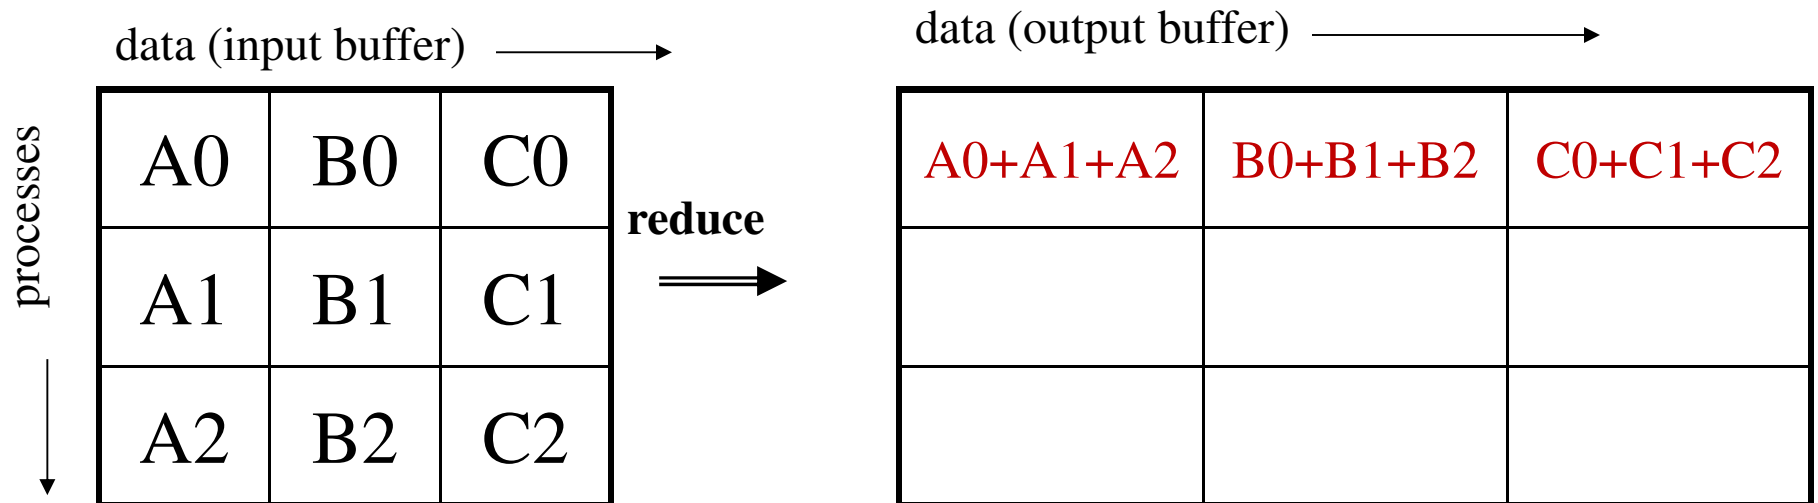 data (input buffer)
data (output buffer)
processes
A0 B0 C0
A1 B1 C1
A2 B2 C2
reduce
A0+A1+A2 B0+B1+B2 C0+C1+C2